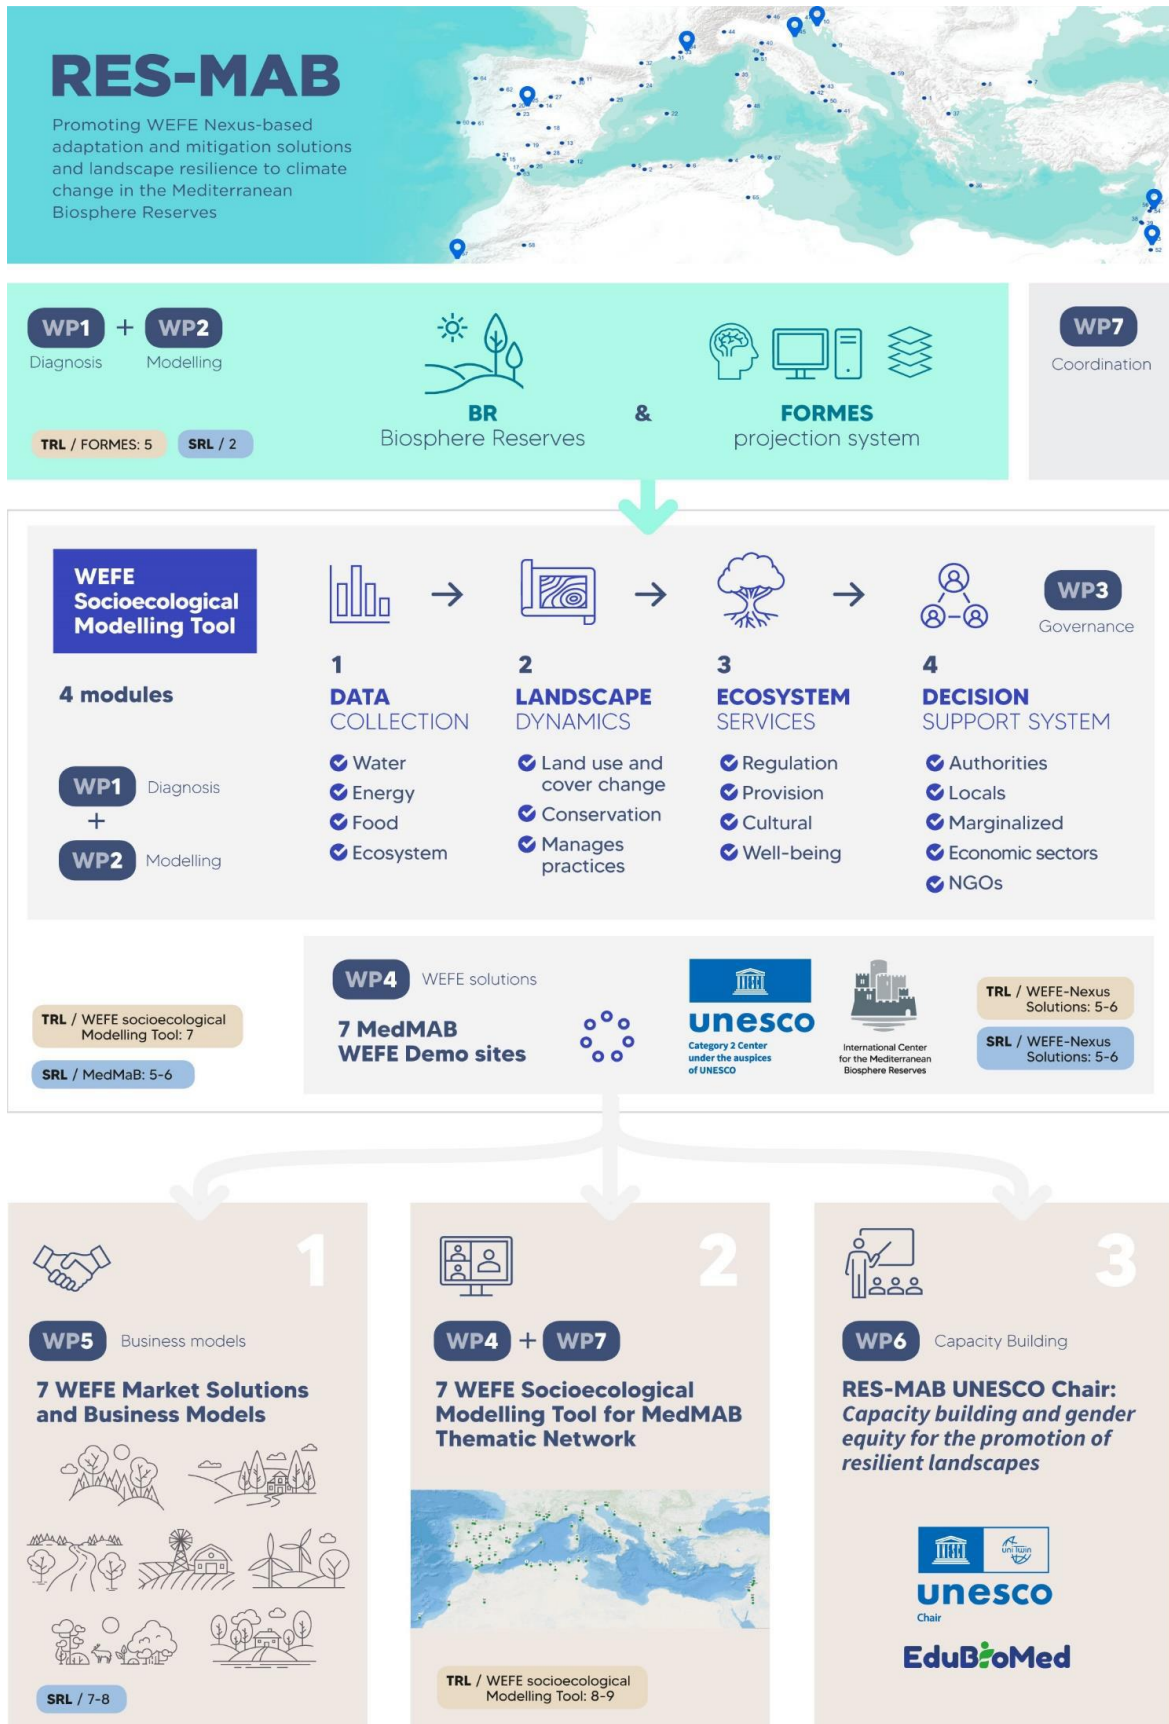 RES-MAB
Promoting WEFE Nexus-based
adaptation and mitigation solutions
and landscape resilience to climate
change in the Mediterranean
Biosphere Reserves
WP1 + WP2
Diagnosis Modelling
TRL / FORMES: 5 SRL / 2
BR
Biosphere Reserves
&
FORMES
projection system
WP7
Coordination
WEFE
Socioecological
Modelling Tool
4 modules
WP1 Diagnosis
+
WP2 Modelling
1
DATA
COLLECTION
Water
Energy
Food
Ecosystem
2
LANDSCAPE
DYNAMICS
Land use and
cover change
Conservation
Manages
practices
3
ECOSYSTEM
SERVICES
Regulation
Provision
Cultural
Well-being
4
DECISION
SUPPORT SYSTEM
Authorities
Locals
Marginalized
Economic sectors
NGOs
WP3
Governance
TRL / WEFE socioecological
Modelling Tool: 7
SRL / MedMaB: 5-6
WP4 WEFE solutions
7 MedMAB
WEFE Demo sites
unesco
Category 2 Center
under the auspices
of UNESCO
International Center
for the Mediterranean
Biosphere Reserves
TRL / WEFE-Nexus
Solutions: 5-6
SRL / WEFE-Nexus
Solutions: 5-6
1
WP5 Business models
7 WEFE Market Solutions
and Business Models
SRL / 7-8
2
WP4 + WP7
7 WEFE Socioecological
Modelling Tool for MedMAB
Thematic Network
TRL / WEFE socioecological
Modelling Tool: 8-9
3
WP6 Capacity Building
RES-MAB UNESCO Chair:
Capacity building and gender
equity for the promotion of
resilient landscapes
uni Twin
unesco
Chair
EduBioMed